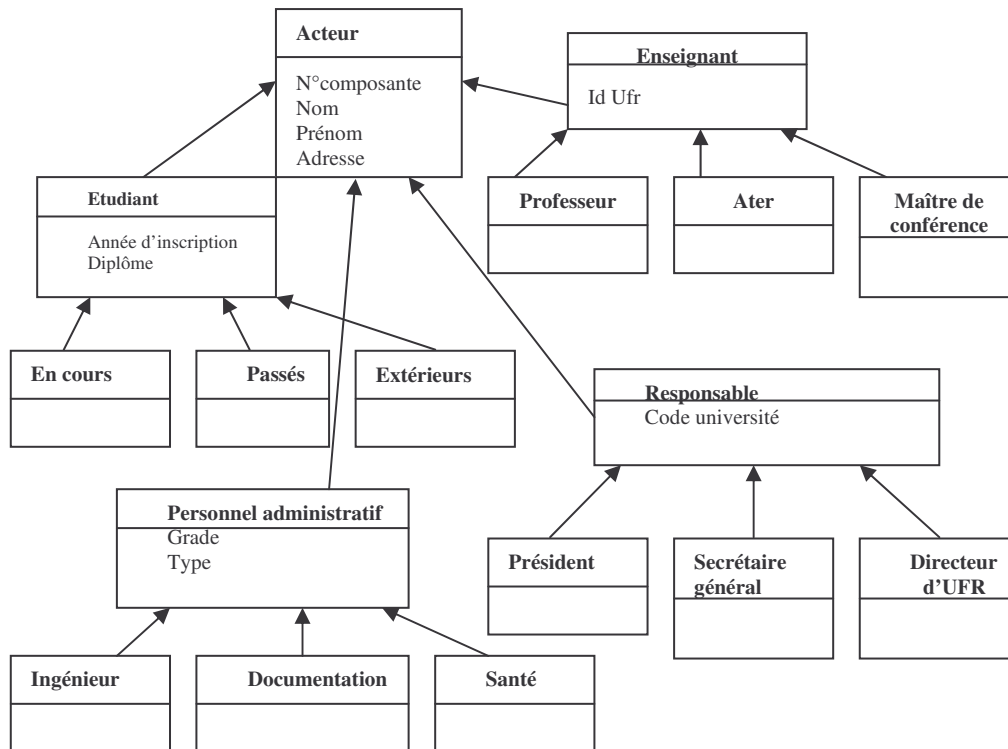 Acteur
N°composante
Nom
Prénom
Adresse
Enseignant
Id Ufr
Etudiant
Année d'inscription
Diplôme
Professeur
Ater
Maître de
conférence
En cours
Passés
Extérieurs
Responsable
Code université
Personnel administratif
Grade
Type
Président
Secrétaire
général
Directeur
d'UFR
Ingénieur
Documentation
Santé